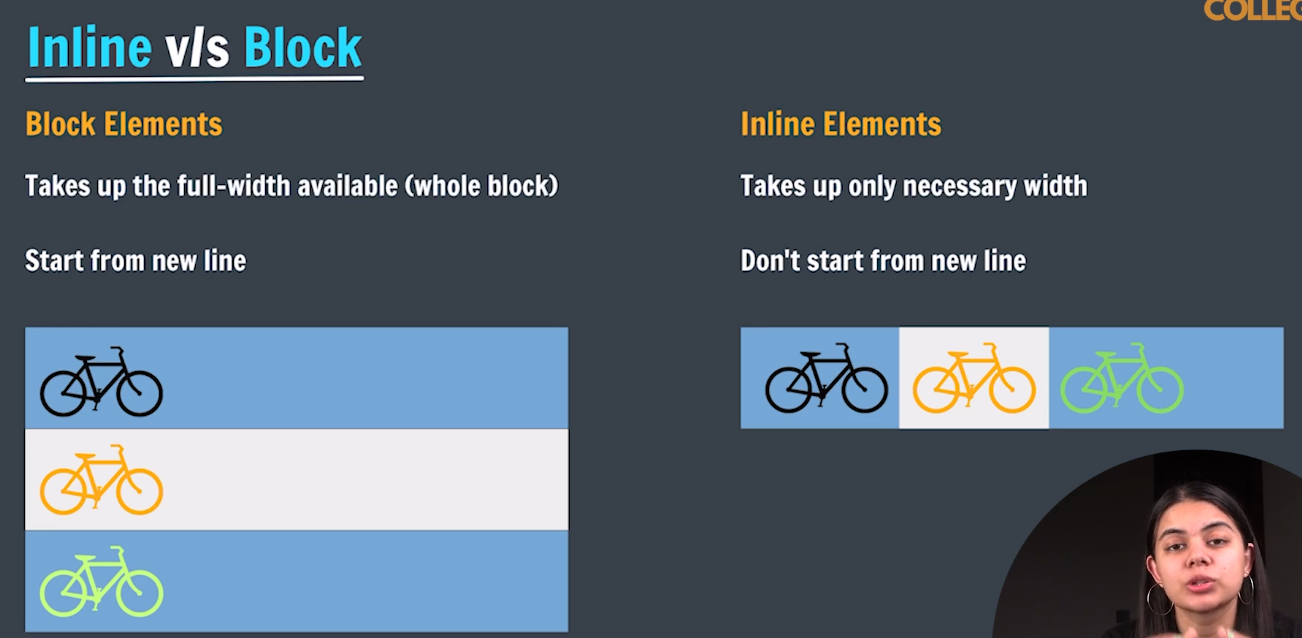 COLLEG
Inline v/s Block
Block Elements
Takes up the full-width available (whole block)
Start from new line
Inline Elements
Takes up only necessary width
Don't start from new line